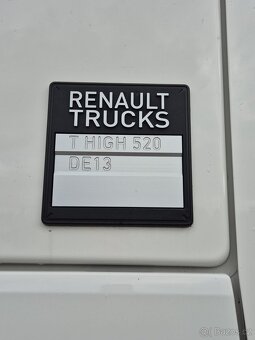 RENAULT
TRUCKS
T HIGH 520
DE13